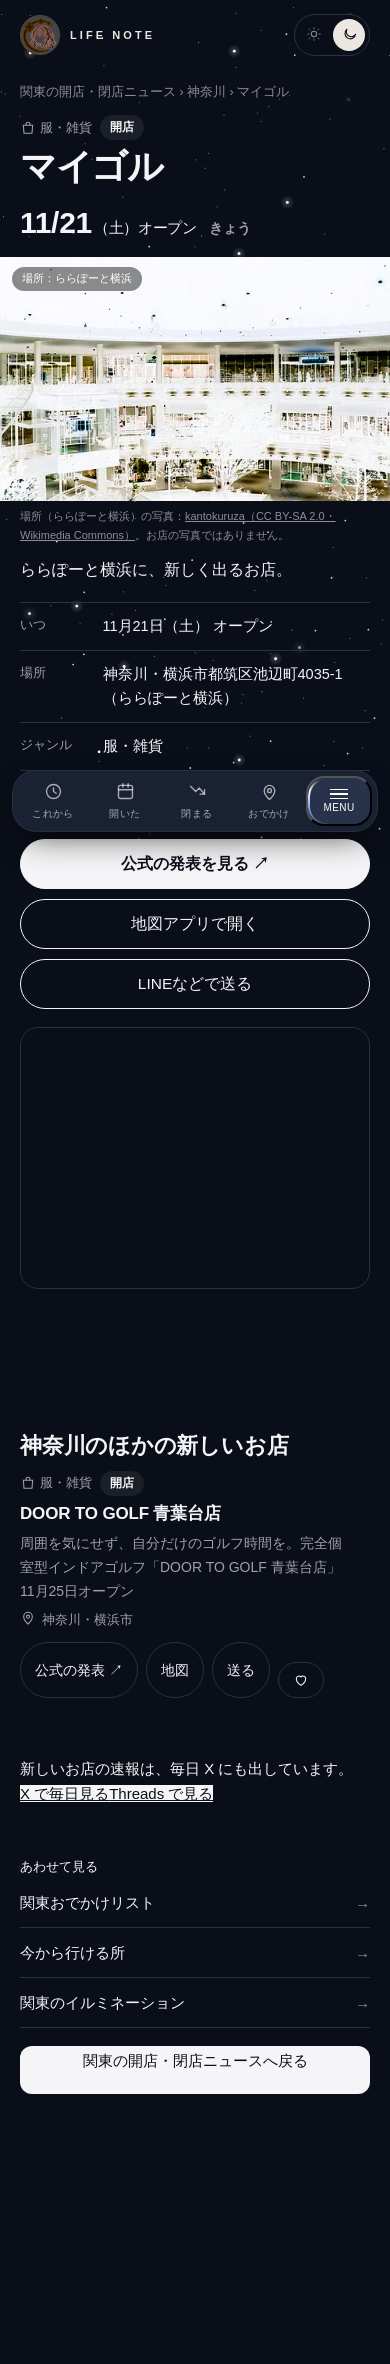 LIFE NOTE
関東の開店・閉店ニュース › 神奈川 › マイゴル
服・雑貨 開店
マイゴル
11/21（土）オープン きょう
場所：ららぽーと横浜
場所（ららぽーと横浜）の写真：kantokuruza（CC BY-SA 2.0・
Wikimedia Commons）。お店の写真ではありません。
ららぽーと横浜に、新しく出るお店。
いつ 11月21日（土） オープン
場所 神奈川・横浜市都筑区池辺町4035-1
（ららぽーと横浜）
ジャンル 服・雑貨
これから 開いた 閉まる おでかけ MENU
公式の発表を見る ↗
地図アプリで開く
LINEなどで送る
神奈川のほかの新しいお店
服・雑貨 開店
DOOR TO GOLF 青葉台店
周囲を気にせず、自分だけのゴルフ時間を。完全個
室型インドアゴルフ「DOOR TO GOLF 青葉台店」
11月25日オープン
神奈川・横浜市
公式の発表 ↗ 地図 送る
新しいお店の速報は、毎日 X にも出しています。
X で毎日見るThreads で見る
あわせて見る
関東おでかけリスト →
今から行ける所 →
関東のイルミネーション →
関東の開店・閉店ニュースへ戻る